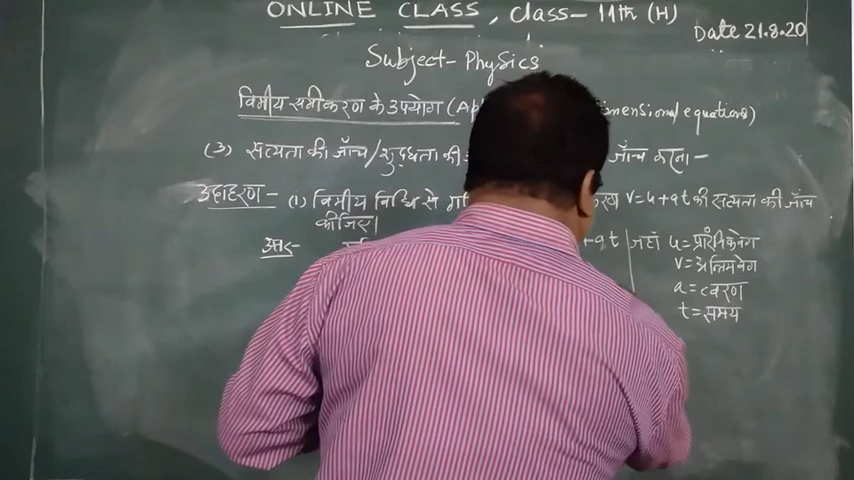 ONLINE CLASS, Class- 11th (H)
Date 21.8.20
Subject- Physics
विमीय समीकरण के उपयोग (Ap imensional equations)
(3) सत्यता की जाँच/शुद्धता की जाँच करना-
उदाहरण- (i) विमीय विधि से v=u+at की सत्यता की जाँच
कीजिए।
उत्तर- +at जहाँ u=प्रारंभिक वेग
v=अन्तिम वेग
a=त्वरण
t=समय